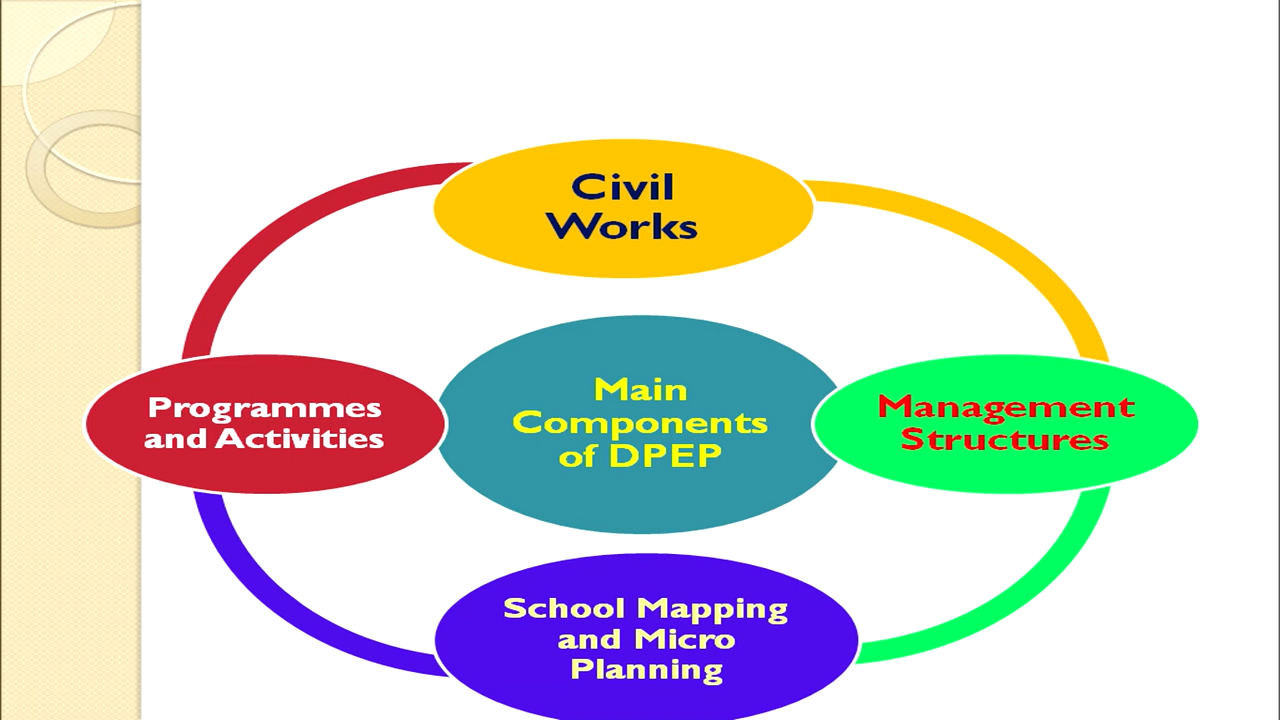 Civil
Works
Programmes
and Activities
Main
Components
of DPEP
Management
Structures
School Mapping
and Micro
Planning